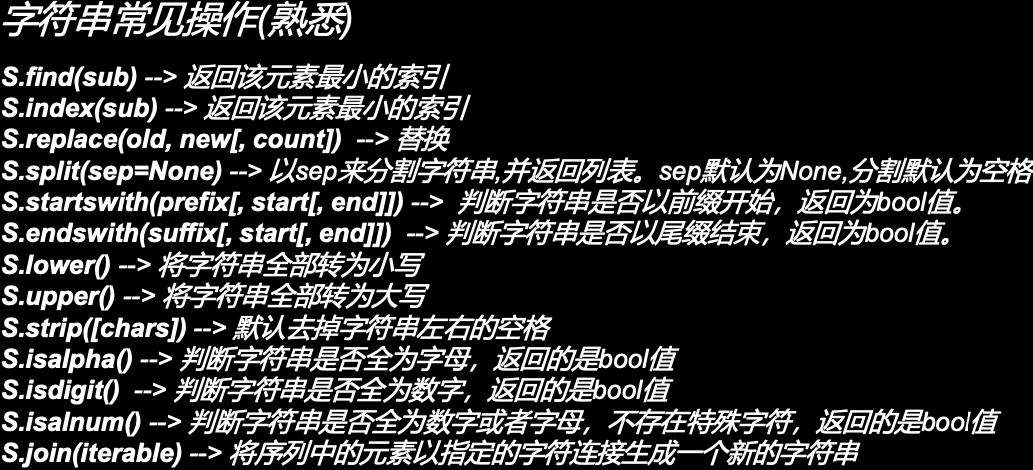 字符串常见操作(熟悉)
S.find(sub) --> 返回该元素最小的索引
S.index(sub) --> 返回该元素最小的索引
S.replace(old, new[, count])  --> 替换
S.split(sep=None) --> 以sep来分割字符串,并返回列表。sep默认为None,分割默认为空格
S.startswith(prefix[, start[, end]]) -->  判断字符串是否以前缀开始，返回为bool值。
S.endswith(suffix[, start[, end]])  --> 判断字符串是否以尾缀结束，返回为bool值。
S.lower() --> 将字符串全部转为小写
S.upper() --> 将字符串全部转为大写
S.strip([chars]) --> 默认去掉字符串左右的空格
S.isalpha() --> 判断字符串是否全为字母，返回的是bool值
S.isdigit()  --> 判断字符串是否全为数字，返回的是bool值
S.isalnum() --> 判断字符串是否全为数字或者字母，不存在特殊字符，返回的是bool值
S.join(iterable) --> 将序列中的元素以指定的字符连接生成一个新的字符串